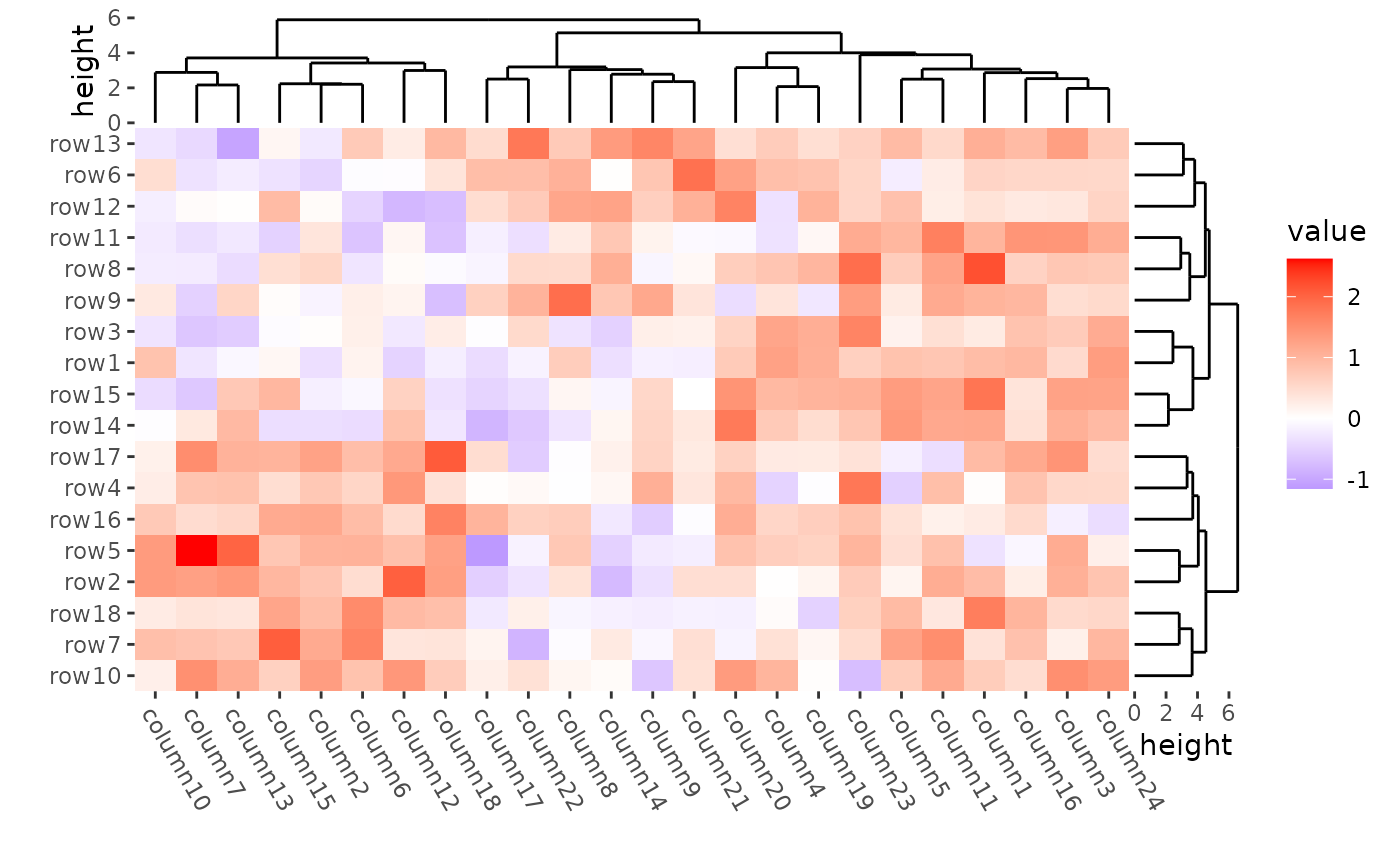 height
6
4
2
0
row13
row6
row12
row11
row8
row9
row3
row1
row15
row14
row17
row4
row16
row5
row2
row18
row7
row10
column10
column7
column13
column15
column2
column6
column12
column18
column17
column22
column8
column14
column9
column21
column20
column4
column19
column23
column5
column11
column1
column16
column3
column24
0 2 4 6
height
value
2
1
0
-1